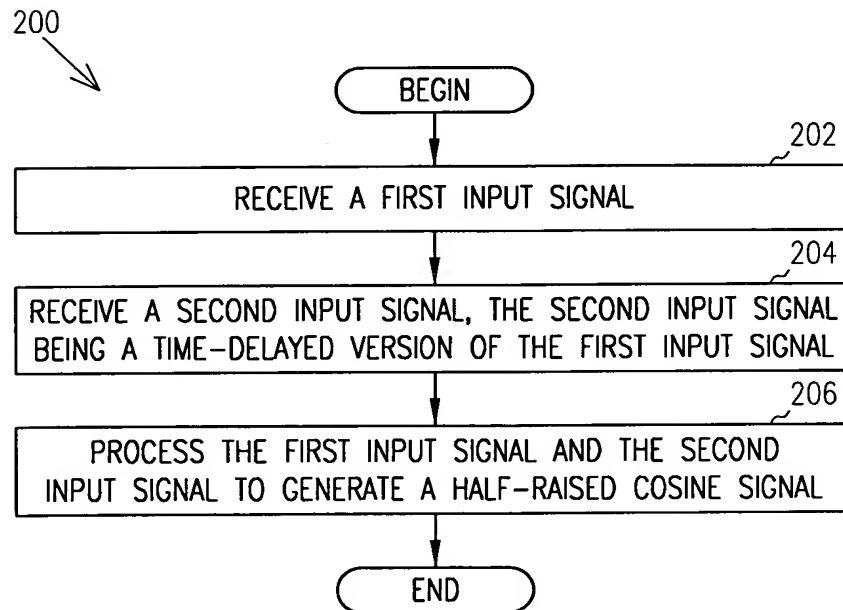 200
BEGIN
202
RECEIVE A FIRST INPUT SIGNAL
204
RECEIVE A SECOND INPUT SIGNAL, THE SECOND INPUT SIGNAL
BEING A TIME-DELAYED VERSION OF THE FIRST INPUT SIGNAL
206
PROCESS THE FIRST INPUT SIGNAL AND THE SECOND
INPUT SIGNAL TO GENERATE A HALF-RAISED COSINE SIGNAL
END